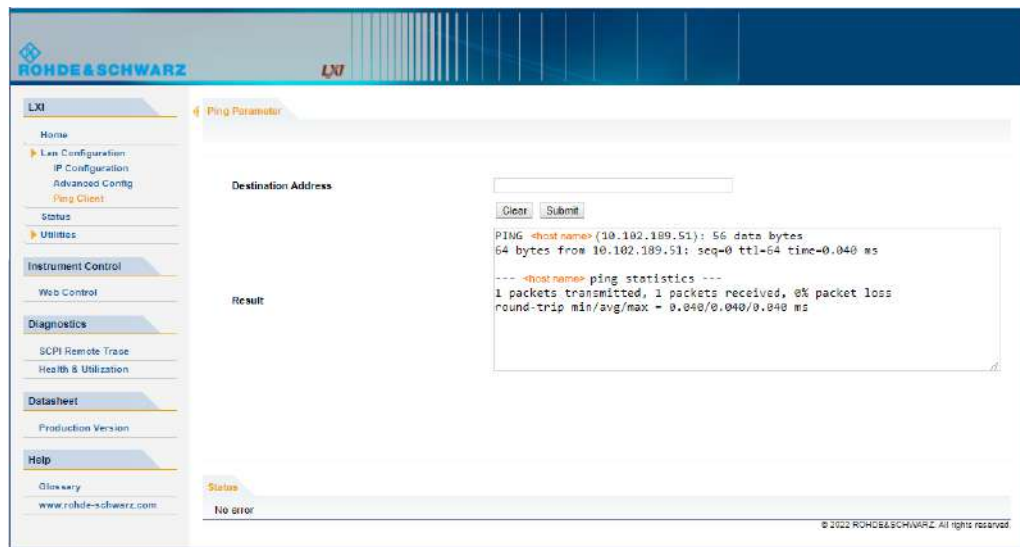 ROHDE&SCHWARZ
LXI
LXI
Home
Lan Configuration
IP Configuration
Advanced Config
Ping Client
Status
Utilities
Instrument Control
Web Control
Diagnostics
SCPI Remote Trace
Health & Utilization
Datasheet
Production Version
Help
Glossary
www.rohde-schwarz.com
Ping Parameter
Destination Address
Clear Submit
Result
PING <host name> (10.102.189.51): 56 data bytes
64 bytes from 10.102.189.51: seq=0 ttl=64 time=0.040 ms
--- <host name> ping statistics ---
1 packets transmitted, 1 packets received, 0% packet loss
round-trip min/avg/max = 0.040/0.040/0.040 ms
Status
No error
© 2022 ROHDE&SCHWARZ. All rights reserved.